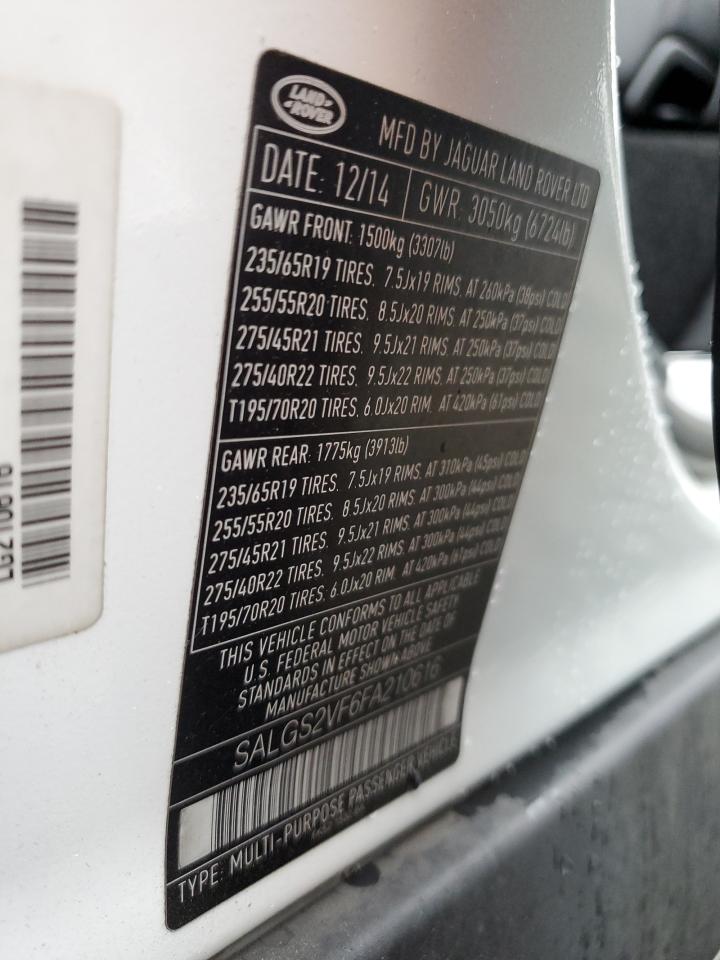 LAND
ROVER
MFD BY JAGUAR LAND ROVER LTD
DATE: 12/14 GWR: 3050kg (6724lb)
GAWR FRONT: 1500kg (3307lb)
235/65R19 TIRES. 7.5Jx19 RIMS. AT 260kPa (38psi) COLD
255/55R20 TIRES. 8.5Jx20 RIMS. AT 250kPa (37psi) COLD
275/45R21 TIRES. 9.5Jx21 RIMS. AT 250kPa (37psi) COLD
275/40R22 TIRES. 9.5Jx22 RIMS. AT 250kPa (37psi) COLD
T195/70R20 TIRES. 6.0Jx20 RIM. AT 420kPa (61psi) COLD
GAWR REAR: 1775kg (3913lb)
235/65R19 TIRES. 7.5Jx19 RIMS. AT 310kPa (45psi) COLD
255/55R20 TIRES. 8.5Jx20 RIMS. AT 300kPa (44psi) COLD
275/45R21 TIRES. 9.5Jx21 RIMS. AT 300kPa (44psi) COLD
275/40R22 TIRES. 9.5Jx22 RIMS. AT 300kPa (44psi) COLD
T195/70R20 TIRES. 6.0Jx20 RIM. AT 420kPa (61psi) COLD
THIS VEHICLE CONFORMS TO ALL APPLICABLE
U.S. FEDERAL MOTOR VEHICLE SAFETY
STANDARDS IN EFFECT ON THE DATE OF
MANUFACTURE SHOWN ABOVE
SALGS2VF6FA210616
TYPE: MULTI-PURPOSE PASSENGER VEHICLE